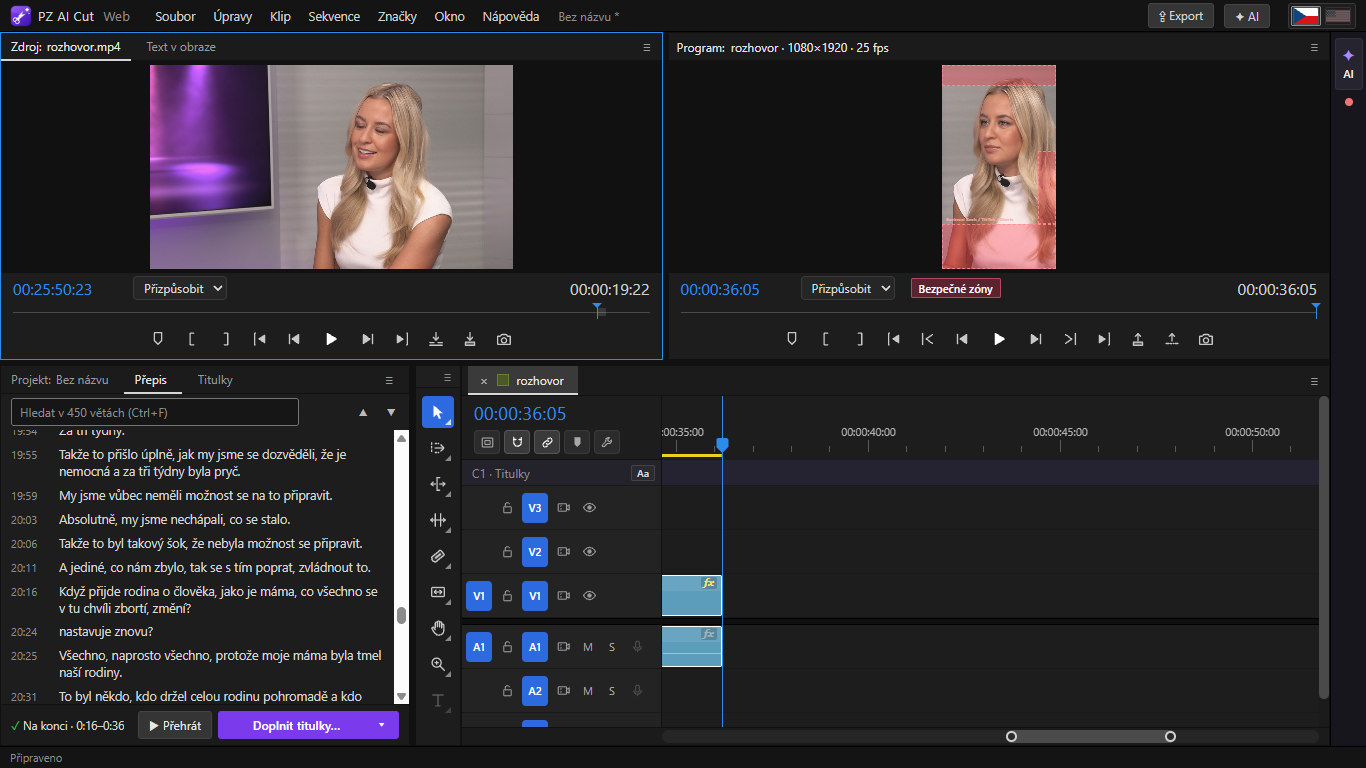 PZ AI Cut Web Soubor Úpravy Klip Sekvence Značky Okno Nápověda Bez názvu * Export AI
Zdroj: rozhovor.mp4 Text v obraze
00:25:50:23 Přizpůsobit 00:00:19:22
Program: rozhovor · 1080×1920 · 25 fps
00:00:36:05 Přizpůsobit Bezpečné zóny 00:00:36:05
AI
Projekt: Bez názvu Přepis Titulky
Hledat v 450 větách (Ctrl+F)
19:54 Za tři týdny.
19:55 Takže to přišlo úplně, jak my jsme se dozvěděli, že je
nemocná a za tři týdny byla pryč.
19:59 My jsme vůbec neměli možnost se na to připravit.
20:03 Absolutně, my jsme nechápali, co se stalo.
20:06 Takže to byl takový šok, že nebyla možnost se připravit.
20:11 A jediné, co nám zbylo, tak se s tím poprat, zvládnout to.
20:16 Když přijde rodina o člověka, jako je máma, co všechno se
v tu chvíli zbortí, změní?
20:24 nastavuje znovu?
20:25 Všechno, naprosto všechno, protože moje máma byla tmel
naší rodiny.
20:31 To byl někdo, kdo držel celou rodinu pohromadě a kdo
✓ Na konci · 0:16–0:36 Přehrát Doplnit titulky...
× rozhovor
00:00:36:05
:00:35:00 00:00:40:00 00:00:45:00 00:00:50:00
C1 · Titulky Aa
V3
V2
V1 V1 fx
A1 A1 M S fx
A2 M S
T
Připraveno